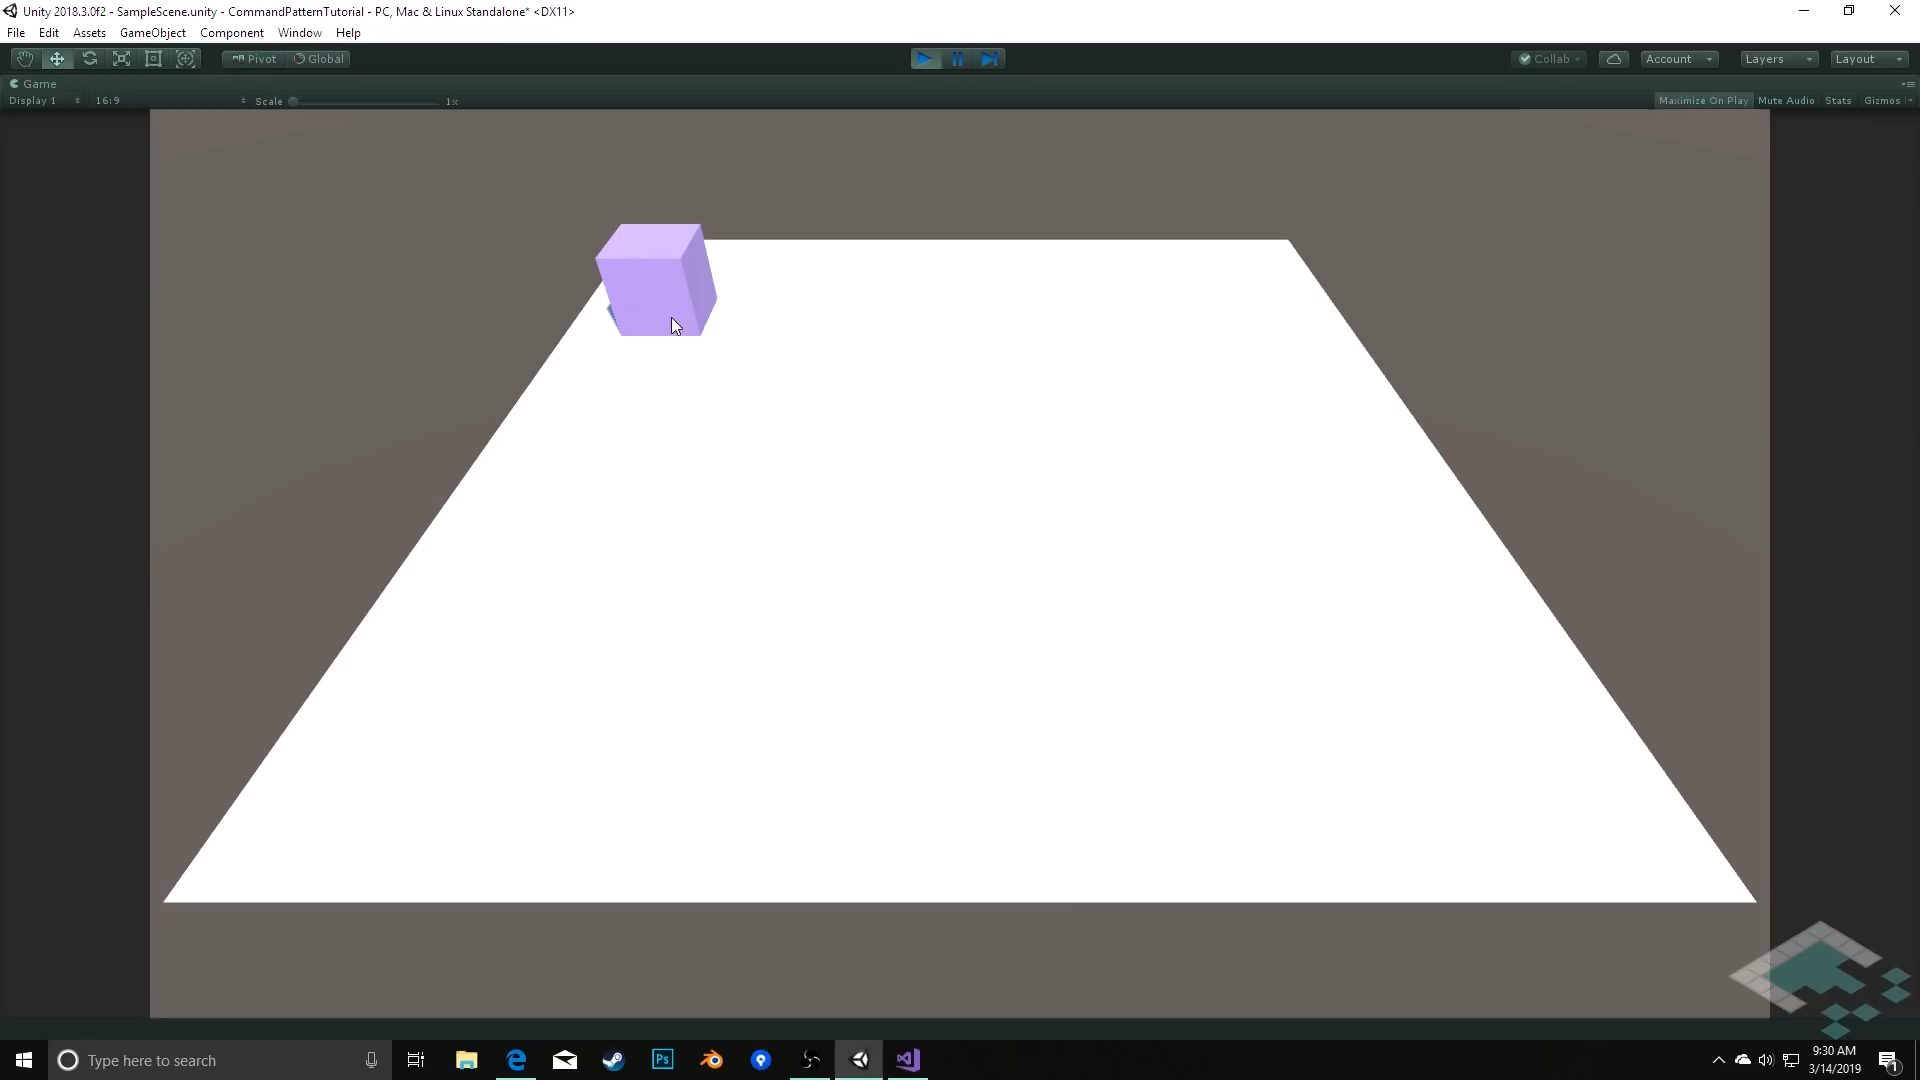 Unity 2018.3.0f2 - SampleScene.unity - CommandPatternTutorial - PC, Mac & Linux Standalone* <DX11>
File Edit Assets GameObject Component Window Help
Pivot Global Collab Account Layers Layout
Game
Display 1 16:9 Scale 1x Maximize On Play Mute Audio Stats Gizmos
Type here to search
Ps
9:30 AM
3/14/2019
1